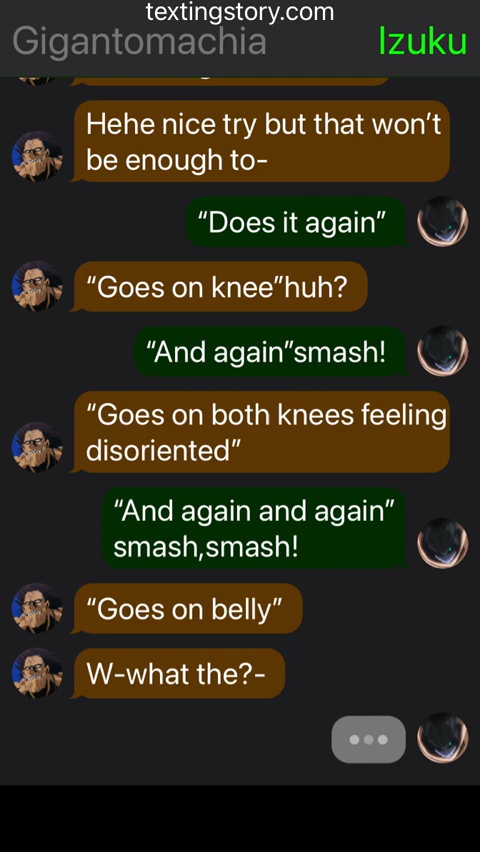 textingstory.com
Gigantomachia
Izuku
Hehe nice try but that won’t
be enough to-
“Does it again”
“Goes on knee”huh?
“And again”smash!
“Goes on both knees feeling
disoriented”
“And again and again”
smash,smash!
“Goes on belly”
W-what the?-